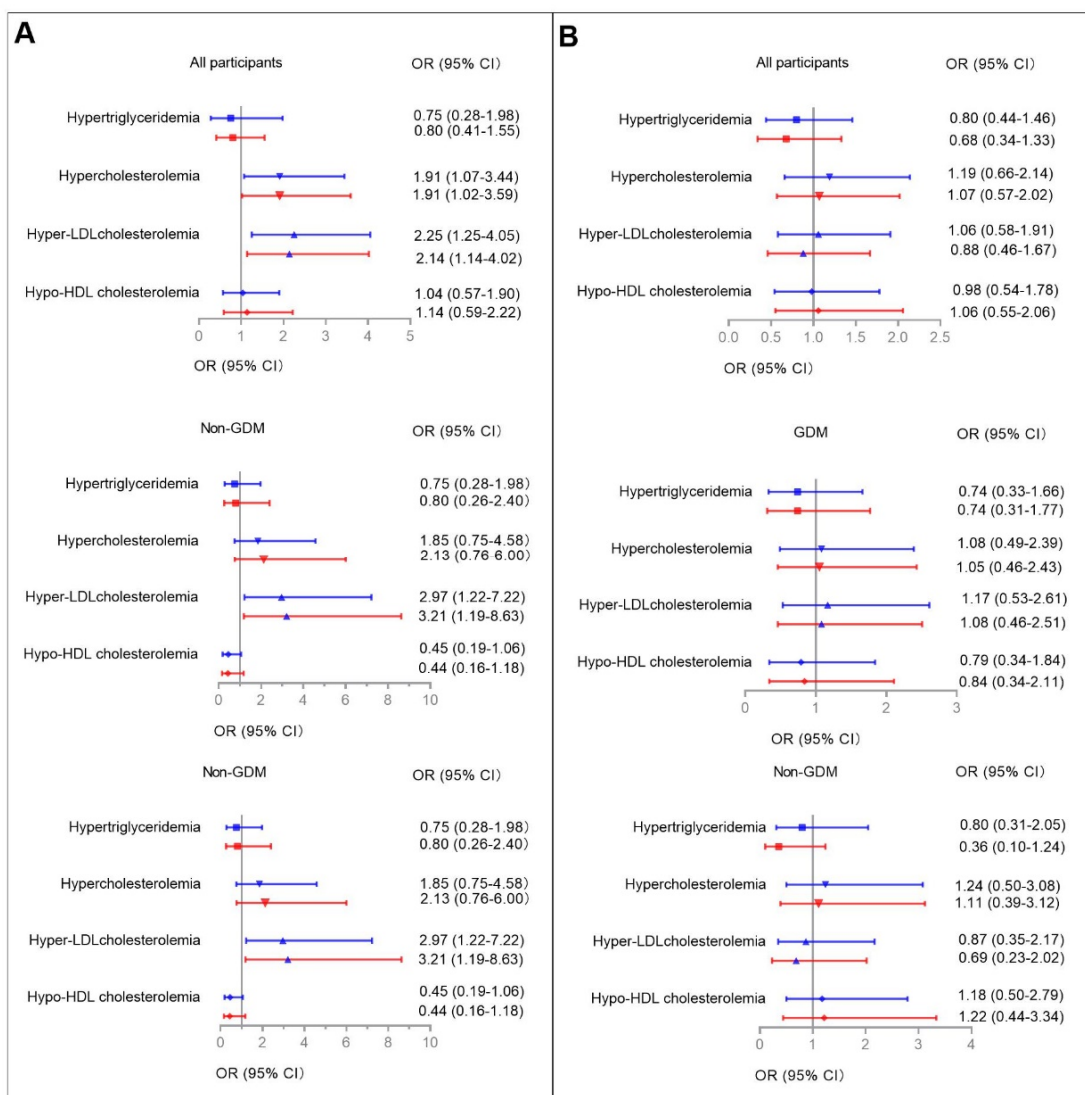 A
All participants OR (95% CI)
Hypertriglyceridemia 0.75 (0.28-1.98)
0.80 (0.41-1.55)
Hypercholesterolemia 1.91 (1.07-3.44)
1.91 (1.02-3.59)
Hyper-LDLcholesterolemia 2.25 (1.25-4.05)
2.14 (1.14-4.02)
Hypo-HDL cholesterolemia 1.04 (0.57-1.90)
1.14 (0.59-2.22)
0 1 2 3 4 5
OR (95% CI)
Non-GDM OR (95% CI)
Hypertriglyceridemia 0.75 (0.28-1.98)
0.80 (0.26-2.40)
Hypercholesterolemia 1.85 (0.75-4.58)
2.13 (0.76-6.00)
Hyper-LDLcholesterolemia 2.97 (1.22-7.22)
3.21 (1.19-8.63)
Hypo-HDL cholesterolemia 0.45 (0.19-1.06)
0.44 (0.16-1.18)
0 2 4 6 8 10
OR (95% CI)
Non-GDM OR (95% CI)
Hypertriglyceridemia 0.75 (0.28-1.98)
0.80 (0.26-2.40)
Hypercholesterolemia 1.85 (0.75-4.58)
2.13 (0.76-6.00)
Hyper-LDLcholesterolemia 2.97 (1.22-7.22)
3.21 (1.19-8.63)
Hypo-HDL cholesterolemia 0.45 (0.19-1.06)
0.44 (0.16-1.18)
0 2 4 6 8 10
OR (95% CI)
B
All participants OR (95% CI)
Hypertriglyceridemia 0.80 (0.44-1.46)
0.68 (0.34-1.33)
Hypercholesterolemia 1.19 (0.66-2.14)
1.07 (0.57-2.02)
Hyper-LDLcholesterolemia 1.06 (0.58-1.91)
0.88 (0.46-1.67)
Hypo-HDL cholesterolemia 0.98 (0.54-1.78)
1.06 (0.55-2.06)
0.0 0.5 1.0 1.5 2.0 2.5
OR (95% CI)
GDM OR (95% CI)
Hypertriglyceridemia 0.74 (0.33-1.66)
0.74 (0.31-1.77)
Hypercholesterolemia 1.08 (0.49-2.39)
1.05 (0.46-2.43)
Hyper-LDLcholesterolemia 1.17 (0.53-2.61)
1.08 (0.46-2.51)
Hypo-HDL cholesterolemia 0.79 (0.34-1.84)
0.84 (0.34-2.11)
0 1 2 3
OR (95% CI)
Non-GDM OR (95% CI)
Hypertriglyceridemia 0.80 (0.31-2.05)
0.36 (0.10-1.24)
Hypercholesterolemia 1.24 (0.50-3.08)
1.11 (0.39-3.12)
Hyper-LDLcholesterolemia 0.87 (0.35-2.17)
0.69 (0.23-2.02)
Hypo-HDL cholesterolemia 1.18 (0.50-2.79)
1.22 (0.44-3.34)
0 1 2 3 4
OR (95% CI)